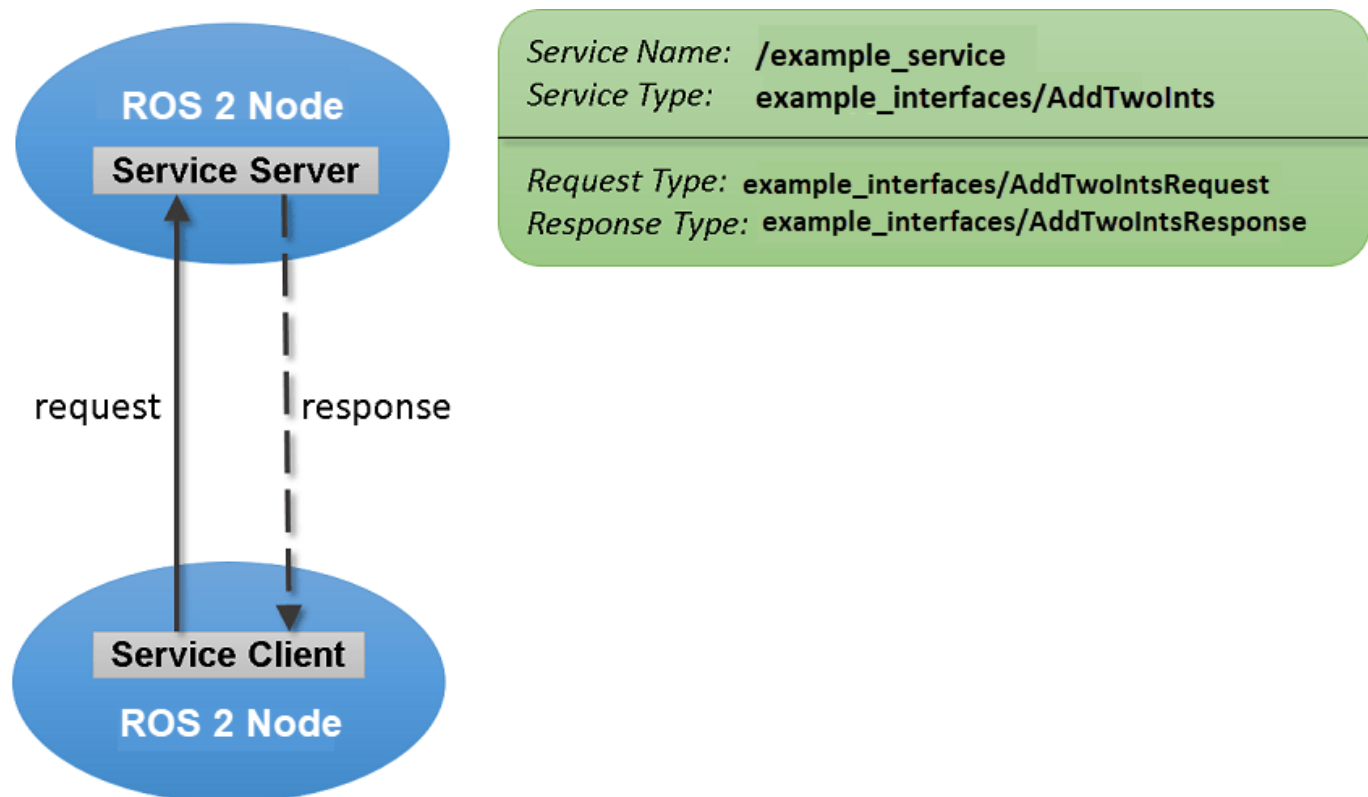 ROS 2 Node
Service Server
request
response
Service Client
ROS 2 Node
Service Name: /example_service
Service Type: example_interfaces/AddTwoInts
Request Type: example_interfaces/AddTwoIntsRequest
Response Type: example_interfaces/AddTwoIntsResponse